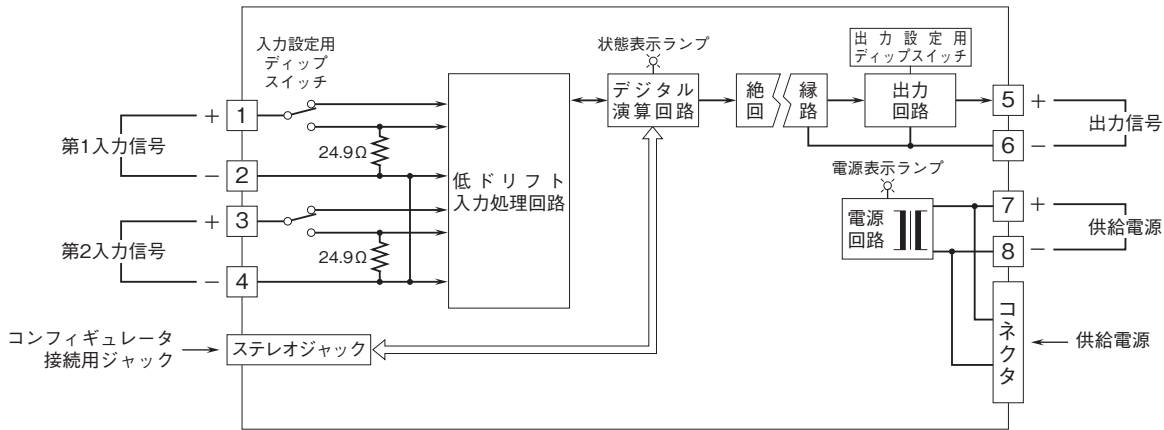 入力設定用
ディップ
スイッチ
状態表示ランプ
出力設定用
ディップスイッチ
+ 1
第1入力信号
24.9Ω
− 2
+ 3
第2入力信号
24.9Ω
− 4
低ドリフト
入力処理回路
デジタル
演算回路
絶縁
回路
出力
回路
5 +
出力信号
6 −
電源表示ランプ
電源
回路
7 +
供給電源
8 −
コンフィギュレータ
接続用ジャック
ステレオジャック
コネクタ
供給電源